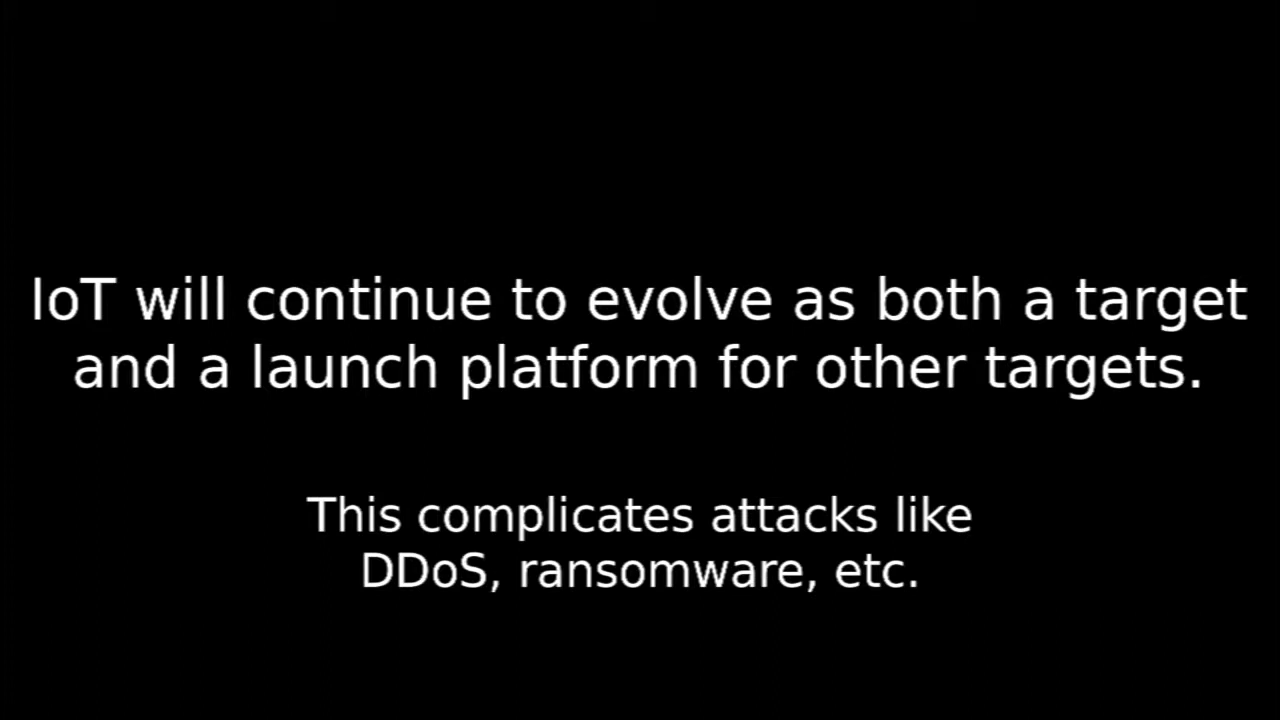 IoT will continue to evolve as both a target
and a launch platform for other targets.
This complicates attacks like
DDoS, ransomware, etc.